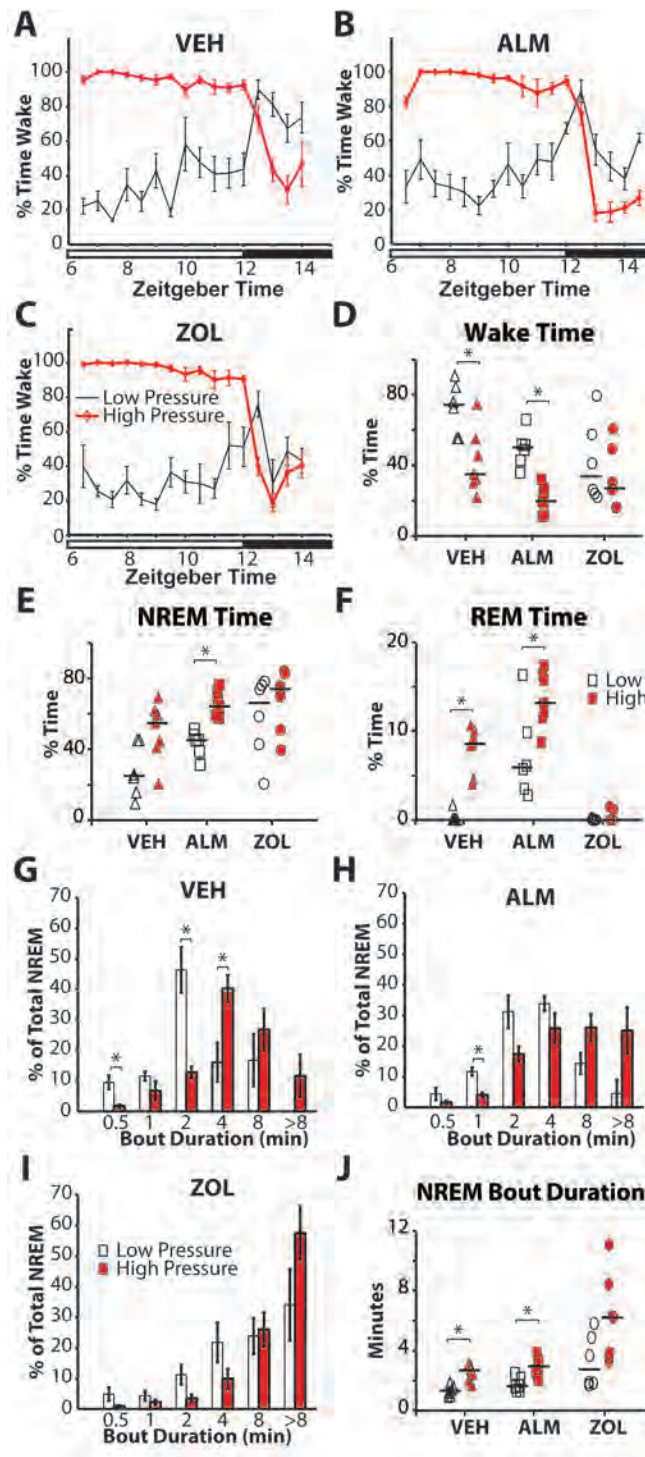 A VEH
% Time Wake
100
80
60
40
20
0
6 8 10 12 14
Zeitgeber Time
B ALM
% Time Wake
100
80
60
40
20
0
6 8 10 12 14
Zeitgeber Time
C ZOL
% Time Wake
100
80
60
40
20
0
Low Pressure
High Pressure
6 8 10 12 14
Zeitgeber Time
D Wake Time
% Time
80
40
0
* *
VEH ALM ZOL
E NREM Time
% Time
80
40
0
*
VEH ALM ZOL
F REM Time
% Time
20
10
0
* *
Low
High
VEH ALM ZOL
G VEH
% of Total NREM
70
60
50
40
30
20
10
0
* * *
0.5 1 2 4 8 >8
Bout Duration (min)
H ALM
% of Total NREM
70
60
50
40
30
20
10
0
*
0.5 1 2 4 8 >8
Bout Duration (min)
I ZOL
% of Total NREM
70
60
50
40
30
20
10
0
Low Pressure
High Pressure
0.5 1 2 4 8 >8
Bout Duration (min)
J NREM Bout Duration
Minutes
12
8
4
0
* *
VEH ALM ZOL